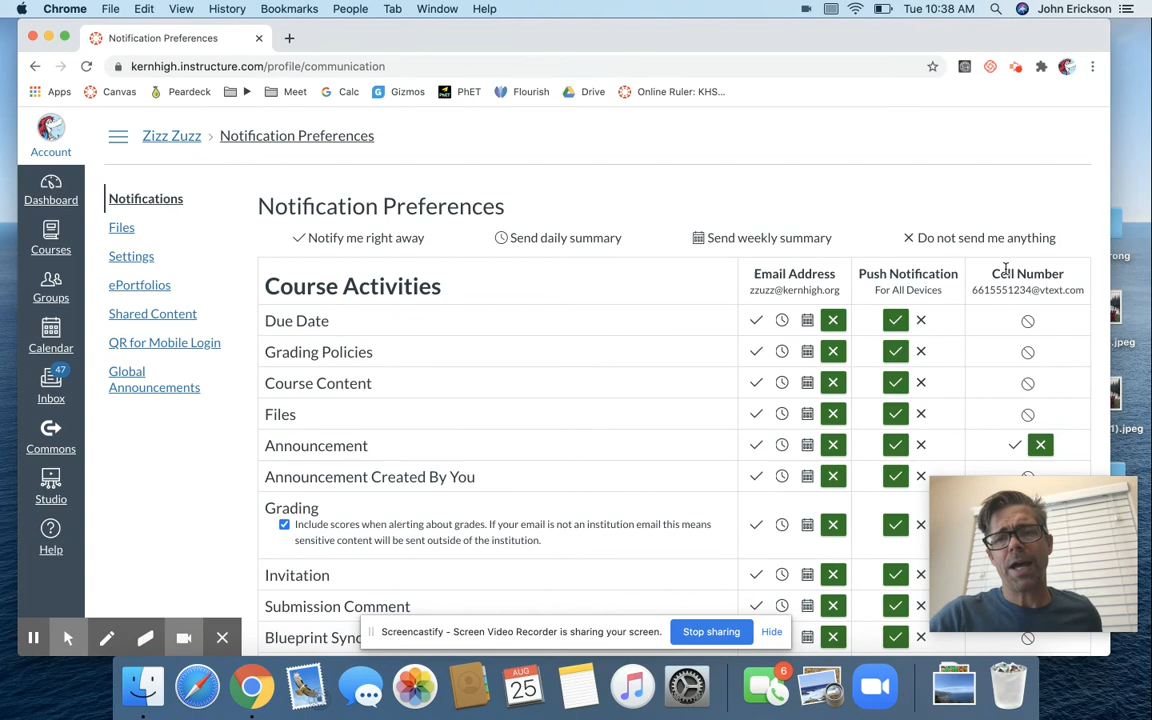 Chrome File Edit View History Bookmarks People Tab Window Help Tue 10:38 AM John Erickson
Notification Preferences
kernhigh.instructure.com/profile/communication
Apps Canvas Peardeck Meet Calc Gizmos PhET Flourish Drive Online Ruler: KHS...
Account
Zizz Zuzz › Notification Preferences
Dashboard
Courses
Groups
Calendar
47
Inbox
Commons
Studio
Help
Notifications
Files
Settings
ePortfolios
Shared Content
QR for Mobile Login
Global
Announcements
Notification Preferences
Notify me right away Send daily summary Send weekly summary Do not send me anything
Course Activities
Email Address
zzuzz@kernhigh.org
Push Notification
For All Devices
Cell Number
6615551234@vtext.com
Due Date
Grading Policies
Course Content
Files
Announcement
Announcement Created By You
Grading
Include scores when alerting about grades. If your email is not an institution email this means
sensitive content will be sent outside of the institution.
Invitation
Submission Comment
Blueprint Sync
Screencastify - Screen Video Recorder is sharing your screen. Stop sharing Hide
rong
.jpeg
1).jpeg
AUG
25
6